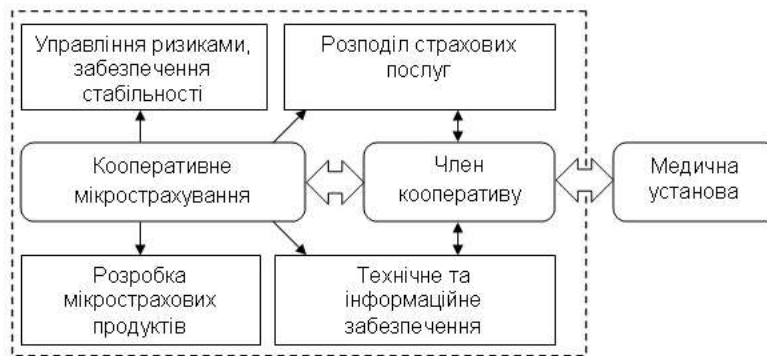 Управління ризиками,
забезпечення
стабільності
Розподіл страхових
послуг
Кооперативне
мікрострахування
Член
кооперативу
Медична
установа
Розробка
мікрострахових
продуктів
Технічне та
інформаційне
забезпечення